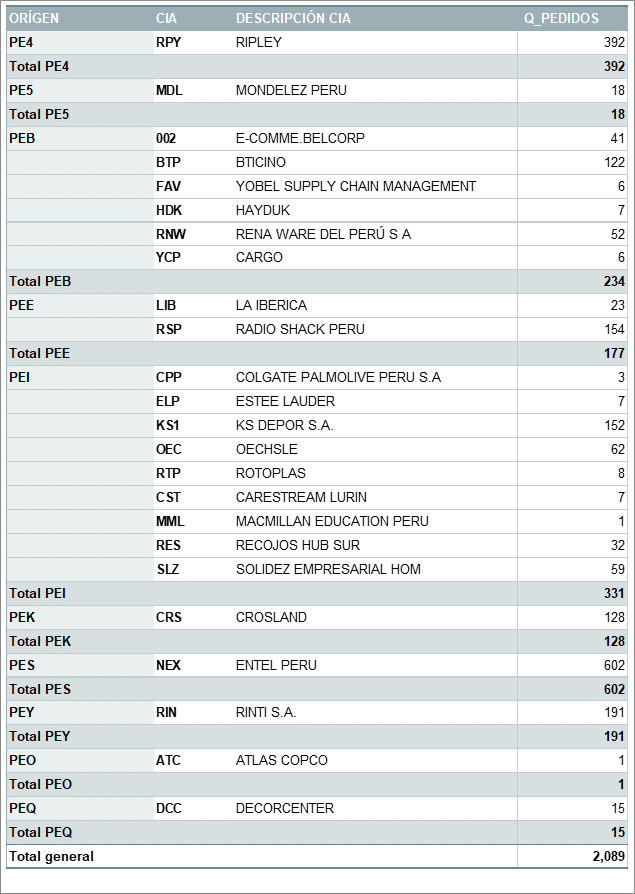 ORÍGEN CIA DESCRIPCIÓN CIA Q_PEDIDOS
PE4 RPY RIPLEY 392
Total PE4 392
PE5 MDL MONDELEZ PERU 18
Total PE5 18
PEB 002 E-COMME.BELCORP 41
BTP BTICINO 122
FAV YOBEL SUPPLY CHAIN MANAGEMENT 6
HDK HAYDUK 7
RNW RENA WARE DEL PERÚ S A 52
YCP CARGO 6
Total PEB 234
PEE LIB LA IBERICA 23
RSP RADIO SHACK PERU 154
Total PEE 177
PEI CPP COLGATE PALMOLIVE PERU S.A 3
ELP ESTEE LAUDER 7
KS1 KS DEPOR S.A. 152
OEC OECHSLE 62
RTP ROTOPLAS 8
CST CARESTREAM LURIN 7
MML MACMILLAN EDUCATION PERU 1
RES RECOJOS HUB SUR 32
SLZ SOLIDEZ EMPRESARIAL HOM 59
Total PEI 331
PEK CRS CROSLAND 128
Total PEK 128
PES NEX ENTEL PERU 602
Total PES 602
PEY RIN RINTI S.A. 191
Total PEY 191
PEO ATC ATLAS COPCO 1
Total PEO 1
PEQ DCC DECORCENTER 15
Total PEQ 15
Total general 2,089